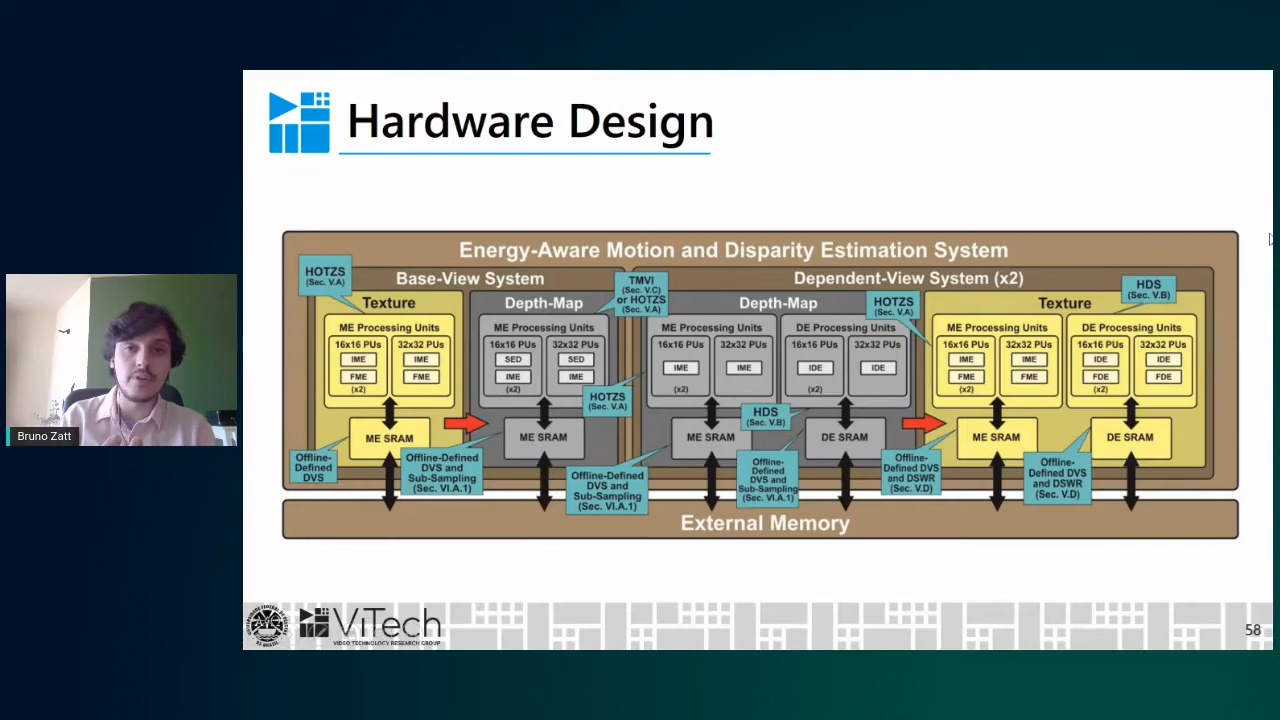 Hardware Design
Energy-Aware Motion and Disparity Estimation System
HOTZS
(Sec. V.A)
Base-View System
TMVI
(Sec. V.C)
or HOTZS
(Sec. V.A)
Dependent-View System (x2)
HDS
(Sec. V.B)
Texture
Depth-Map
Depth-Map
HOTZS
(Sec. V.A)
Texture
ME Processing Units
16x16 PUs
32x32 PUs
IME
IME
FME
FME
(x2)
ME SRAM
Offline-
Defined
DVS
ME Processing Units
16x16 PUs
32x32 PUs
SED
SED
IME
IME
(x2)
ME SRAM
Offline-Defined
DVS and
Sub-Sampling
(Sec. VI.A.1)
HOTZS
(Sec. V.A)
ME Processing Units
16x16 PUs
32x32 PUs
IME
IME
(x2)
ME SRAM
Offline-Defined
DVS and
Sub-Sampling
(Sec. VI.A.1)
DE Processing Units
16x16 PUs
32x32 PUs
IDE
IDE
(x2)
HDS
(Sec. V.B)
DE SRAM
Offline-
Defined
DVS and
Sub-Sampling
(Sec. VI.A.1)
ME Processing Units
16x16 PUs
32x32 PUs
IME
IME
FME
FME
(x2)
ME SRAM
Offline-
Defined DVS
and DSWR
(Sec. V.D)
DE Processing Units
16x16 PUs
32x32 PUs
IDE
IDE
FDE
FDE
(x2)
DE SRAM
Offline-
Defined DVS
and DSWR
(Sec. V.D)
External Memory
Bruno Zatt
ViTech
VIDEO TECHNOLOGY RESEARCH GROUP
58